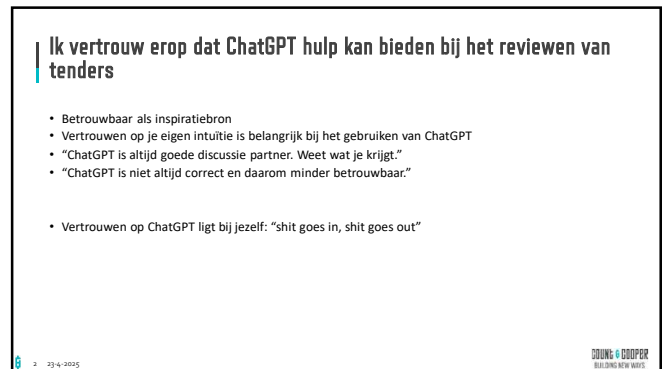 Ik vertrouw erop dat ChatGPT hulp kan bieden bij het reviewen van
tenders
• Betrouwbaar als inspiratiebron
• Vertrouwen op je eigen intuïtie is belangrijk bij het gebruiken van ChatGPT
• “ChatGPT is altijd goede discussie partner. Weet wat je krijgt.”
• “ChatGPT is niet altijd correct en daarom minder betrouwbaar.”
• Vertrouwen op ChatGPT ligt bij jezelf: “shit goes in, shit goes out”
2 23-4-2025
COUNT & COOPER
BUILDING NEW WAYS